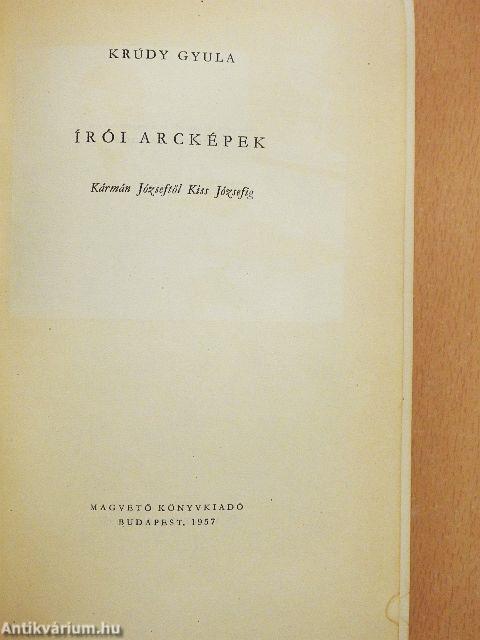 KRÚDY GYULA
ÍRÓI ARCKÉPEK
Kármán Józseftől Kiss Józsefig
MAGVETŐ KÖNYVKIADÓ
BUDAPEST, 1957
Antikvárium.hu